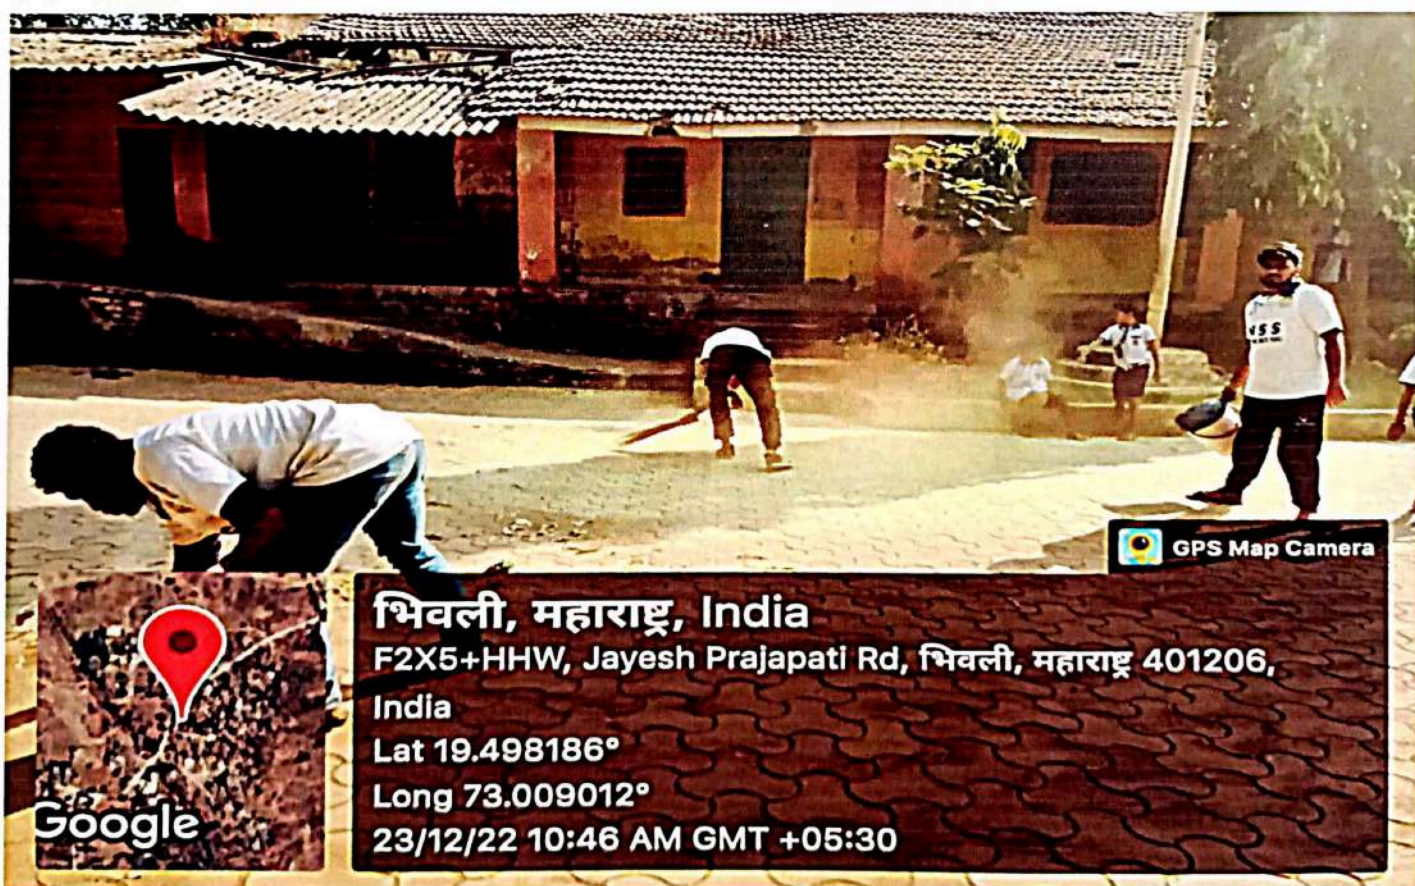 NSS
GPS Map Camera
भिवली, महाराष्ट्र, India
F2X5+HHW, Jayesh Prajapati Rd, भिवली, महाराष्ट्र 401206,
India
Lat 19.498186°
Long 73.009012°
23/12/22 10:46 AM GMT +05:30
Google